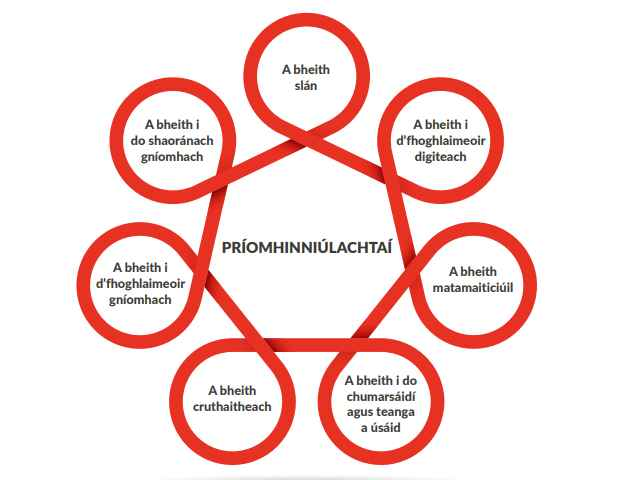 A bheith
slán
A bheith i
do shaoránach
gníomhach
A bheith i
d'fhoghlaimeoir
digiteach
PRÍOMHINNIÚLACHTAÍ
A bheith i
d'fhoghlaimeoir
gníomhach
A bheith
matamaiticiúil
A bheith
cruthaitheach
A bheith i do
chumarsáidí
agus teanga
a úsáid